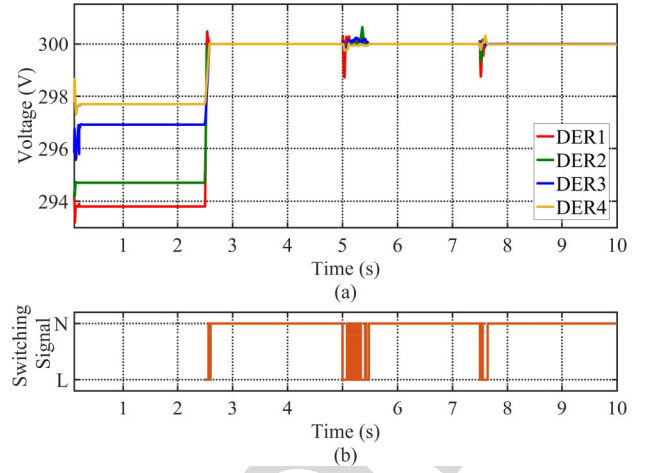 300
298
296
294
Voltage (V)
DER1
DER2
DER3
DER4
1 2 3 4 5 6 7 8 9 10
Time (s)
(a)
Switching
Signal
N
L
1 2 3 4 5 6 7 8 9 10
Time (s)
(b)